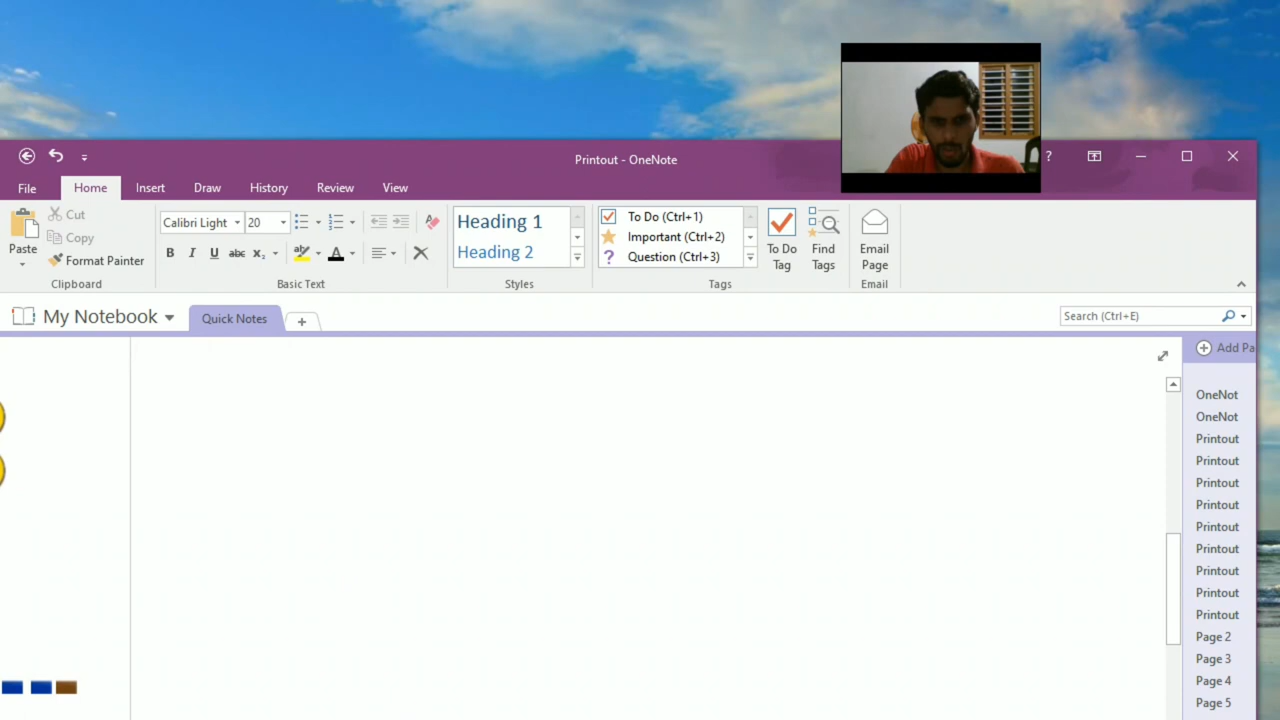 Printout - OneNote
?
File Home Insert Draw History Review View
Paste
Cut
Copy
Format Painter
Clipboard
Calibri Light 20
B I U abc x₂ ab A
Basic Text
Heading 1
Heading 2
Styles
To Do (Ctrl+1)
Important (Ctrl+2)
? Question (Ctrl+3)
To Do
Tag
Find
Tags
Tags
Email
Page
Email
My Notebook Quick Notes +
Search (Ctrl+E)
Add Pa
OneNot
OneNot
Printout
Printout
Printout
Printout
Printout
Printout
Printout
Printout
Printout
Page 2
Page 3
Page 4
Page 5